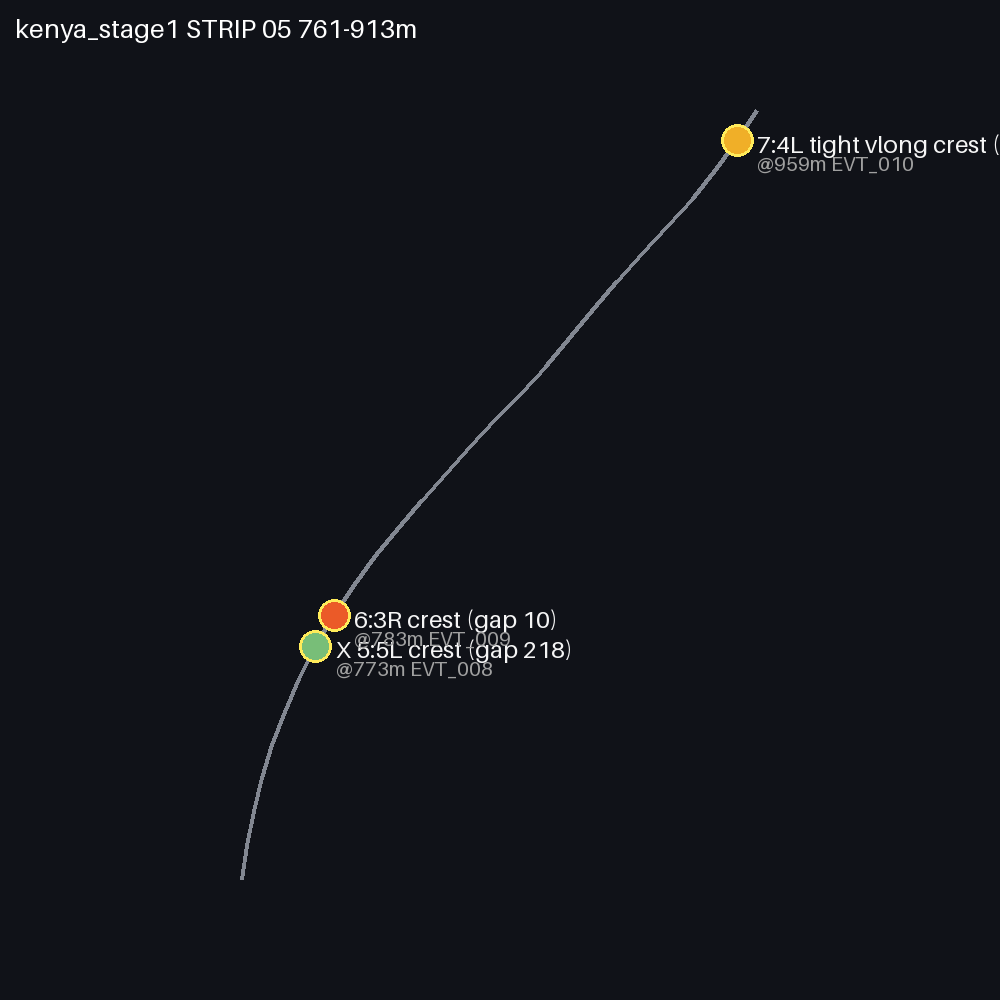 kenya_stage1 STRIP 05 761-913m
7:4L tight vlong crest (
@959m EVT_010
6:3R crest (gap 10)
@783m EVT_009
X 5:5L crest (gap 218)
@773m EVT_008